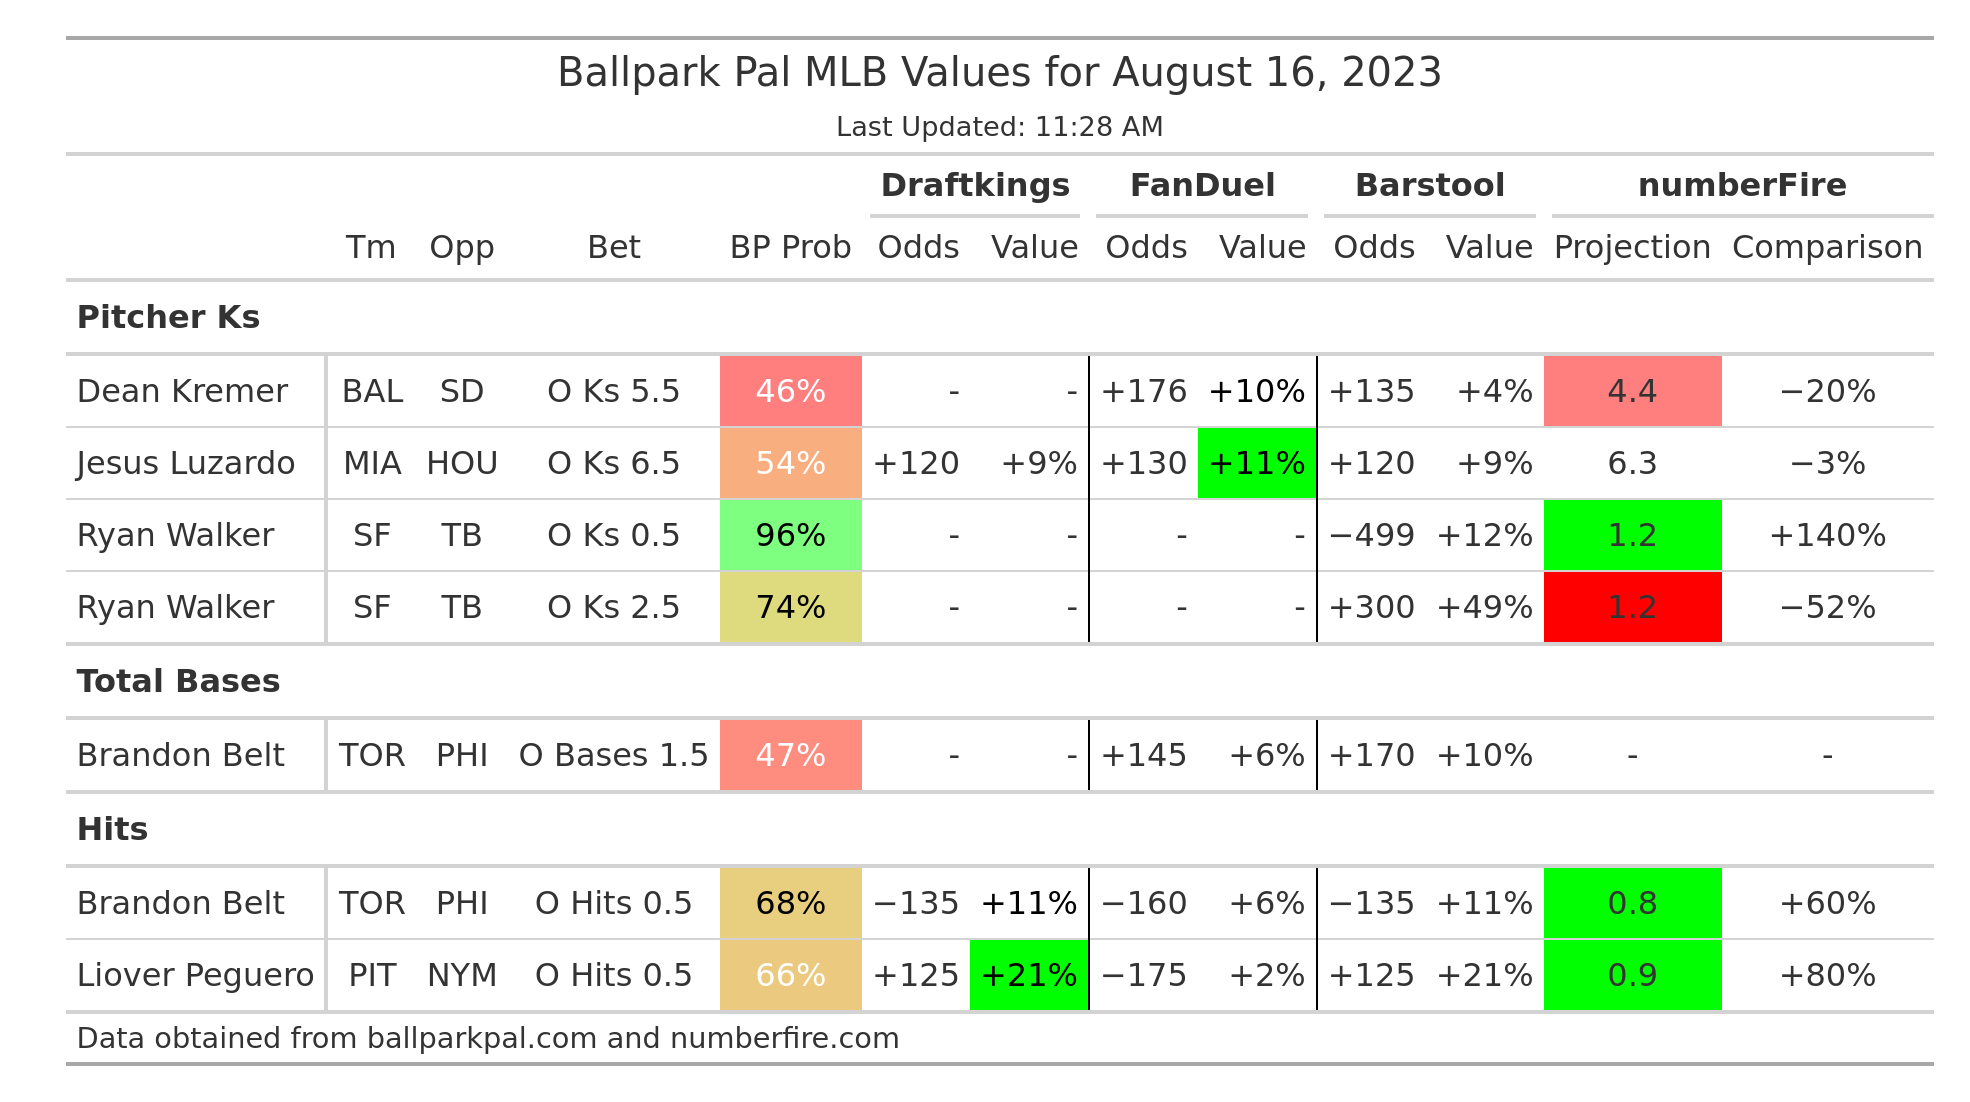 Ballpark Pal MLB Values for August 16, 2023
Last Updated: 11:28 AM
Draftkings FanDuel Barstool numberFire
Tm Opp Bet BP Prob Odds Value Odds Value Odds Value Projection Comparison
Pitcher Ks
Dean Kremer BAL SD O Ks 5.5 46% - - +176 +10% +135 +4% 4.4 −20%
Jesus Luzardo MIA HOU O Ks 6.5 54% +120 +9% +130 +11% +120 +9% 6.3 −3%
Ryan Walker SF TB O Ks 0.5 96% - - - - −499 +12% 1.2 +140%
Ryan Walker SF TB O Ks 2.5 74% - - - - +300 +49% 1.2 −52%
Total Bases
Brandon Belt TOR PHI O Bases 1.5 47% - - +145 +6% +170 +10% - -
Hits
Brandon Belt TOR PHI O Hits 0.5 68% −135 +11% −160 +6% −135 +11% 0.8 +60%
Liover Peguero PIT NYM O Hits 0.5 66% +125 +21% −175 +2% +125 +21% 0.9 +80%
Data obtained from ballparkpal.com and numberfire.com